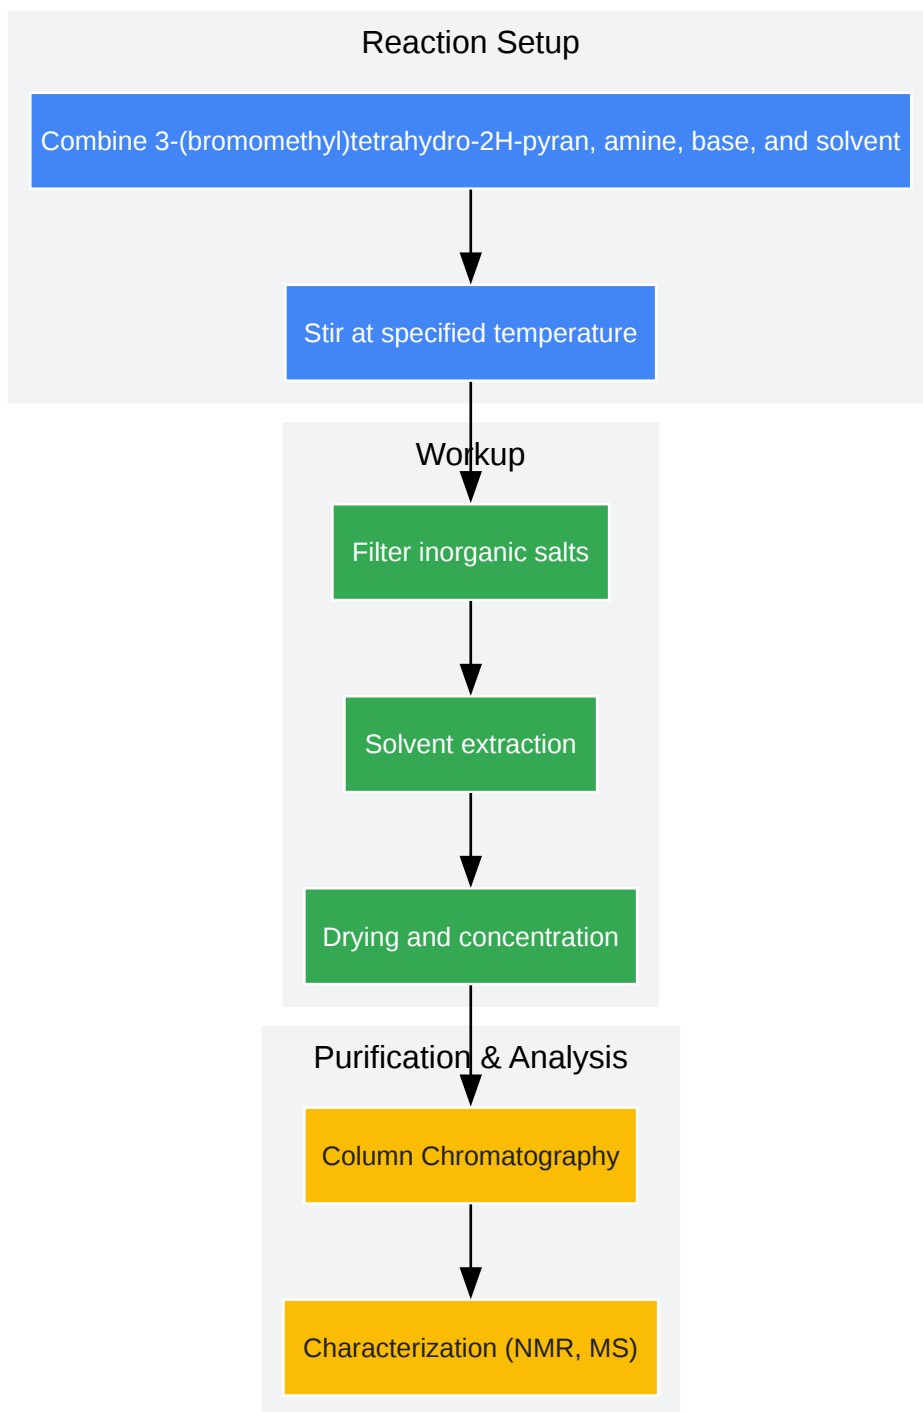 Reaction Setup
Combine 3-(bromomethyl)tetrahydro-2H-pyran, amine, base, and solvent
Stir at specified temperature
Workup
Filter inorganic salts
Solvent extraction
Drying and concentration
Purification & Analysis
Column Chromatography
Characterization (NMR, MS)